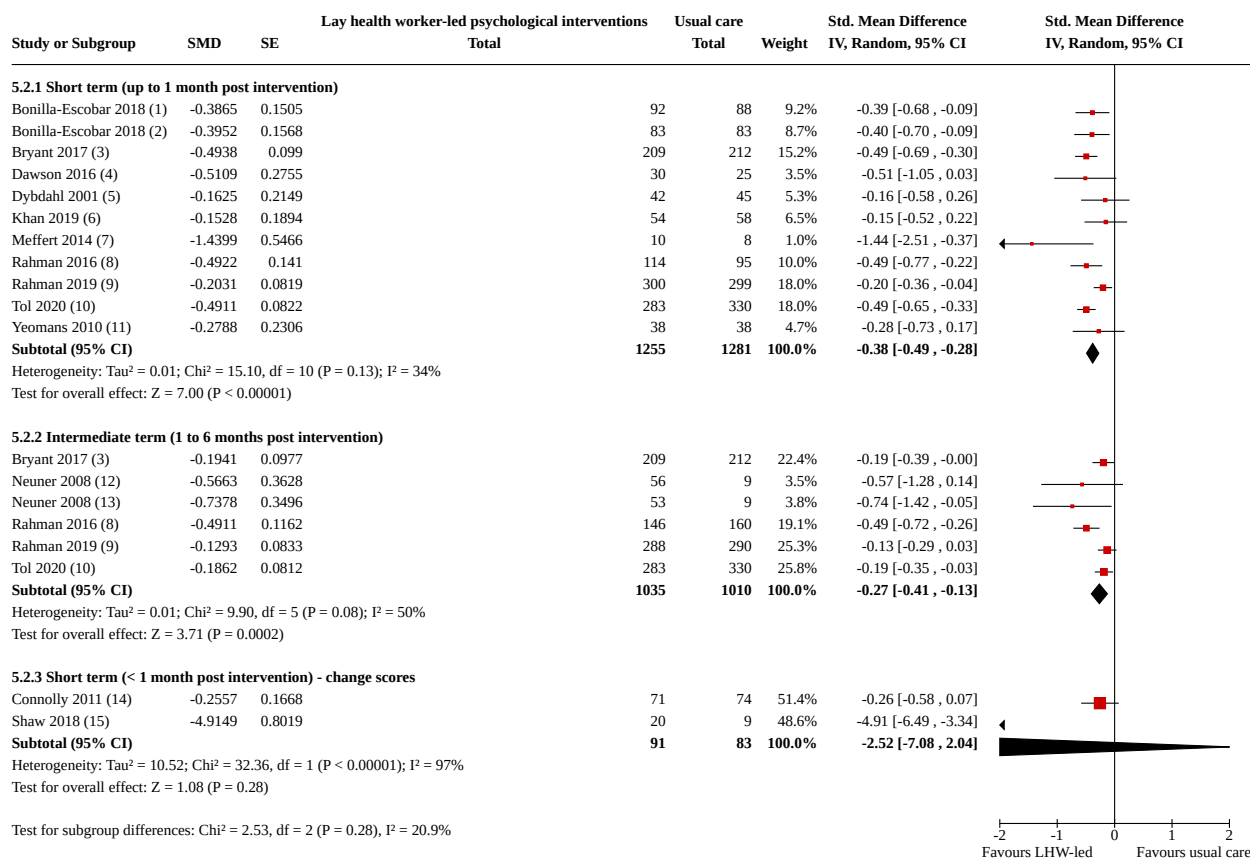 Lay health worker-led psychological interventions Usual care Std. Mean Difference Std. Mean Difference
Study or Subgroup SMD SE Total Total Weight IV, Random, 95% CI IV, Random, 95% CI
5.2.1 Short term (up to 1 month post intervention)
Bonilla-Escobar 2018 (1) -0.3865 0.1505 92 88 9.2% -0.39 [-0.68 , -0.09]
Bonilla-Escobar 2018 (2) -0.3952 0.1568 83 83 8.7% -0.40 [-0.70 , -0.09]
Bryant 2017 (3) -0.4938 0.099 209 212 15.2% -0.49 [-0.69 , -0.30]
Dawson 2016 (4) -0.5109 0.2755 30 25 3.5% -0.51 [-1.05 , 0.03]
Dybdahl 2001 (5) -0.1625 0.2149 42 45 5.3% -0.16 [-0.58 , 0.26]
Khan 2019 (6) -0.1528 0.1894 54 58 6.5% -0.15 [-0.52 , 0.22]
Meffert 2014 (7) -1.4399 0.5466 10 8 1.0% -1.44 [-2.51 , -0.37]
Rahman 2016 (8) -0.4922 0.141 114 95 10.0% -0.49 [-0.77 , -0.22]
Rahman 2019 (9) -0.2031 0.0819 300 299 18.0% -0.20 [-0.36 , -0.04]
Tol 2020 (10) -0.4911 0.0822 283 330 18.0% -0.49 [-0.65 , -0.33]
Yeomans 2010 (11) -0.2788 0.2306 38 38 4.7% -0.28 [-0.73 , 0.17]
Subtotal (95% CI) 1255 1281 100.0% -0.38 [-0.49 , -0.28]
Heterogeneity: Tau² = 0.01; Chi² = 15.10, df = 10 (P = 0.13); I² = 34%
Test for overall effect: Z = 7.00 (P < 0.00001)
5.2.2 Intermediate term (1 to 6 months post intervention)
Bryant 2017 (3) -0.1941 0.0977 209 212 22.4% -0.19 [-0.39 , -0.00]
Neuner 2008 (12) -0.5663 0.3628 56 9 3.5% -0.57 [-1.28 , 0.14]
Neuner 2008 (13) -0.7378 0.3496 53 9 3.8% -0.74 [-1.42 , -0.05]
Rahman 2016 (8) -0.4911 0.1162 146 160 19.1% -0.49 [-0.72 , -0.26]
Rahman 2019 (9) -0.1293 0.0833 288 290 25.3% -0.13 [-0.29 , 0.03]
Tol 2020 (10) -0.1862 0.0812 283 330 25.8% -0.19 [-0.35 , -0.03]
Subtotal (95% CI) 1035 1010 100.0% -0.27 [-0.41 , -0.13]
Heterogeneity: Tau² = 0.01; Chi² = 9.90, df = 5 (P = 0.08); I² = 50%
Test for overall effect: Z = 3.71 (P = 0.0002)
5.2.3 Short term (< 1 month post intervention) - change scores
Connolly 2011 (14) -0.2557 0.1668 71 74 51.4% -0.26 [-0.58 , 0.07]
Shaw 2018 (15) -4.9149 0.8019 20 9 48.6% -4.91 [-6.49 , -3.34]
Subtotal (95% CI) 91 83 100.0% -2.52 [-7.08 , 2.04]
Heterogeneity: Tau² = 10.52; Chi² = 32.36, df = 1 (P < 0.00001); I² = 97%
Test for overall effect: Z = 1.08 (P = 0.28)
Test for subgroup differences: Chi² = 2.53, df = 2 (P = 0.28), I² = 20.9%
-2 -1 0 1 2
Favours LHW-led Favours usual care